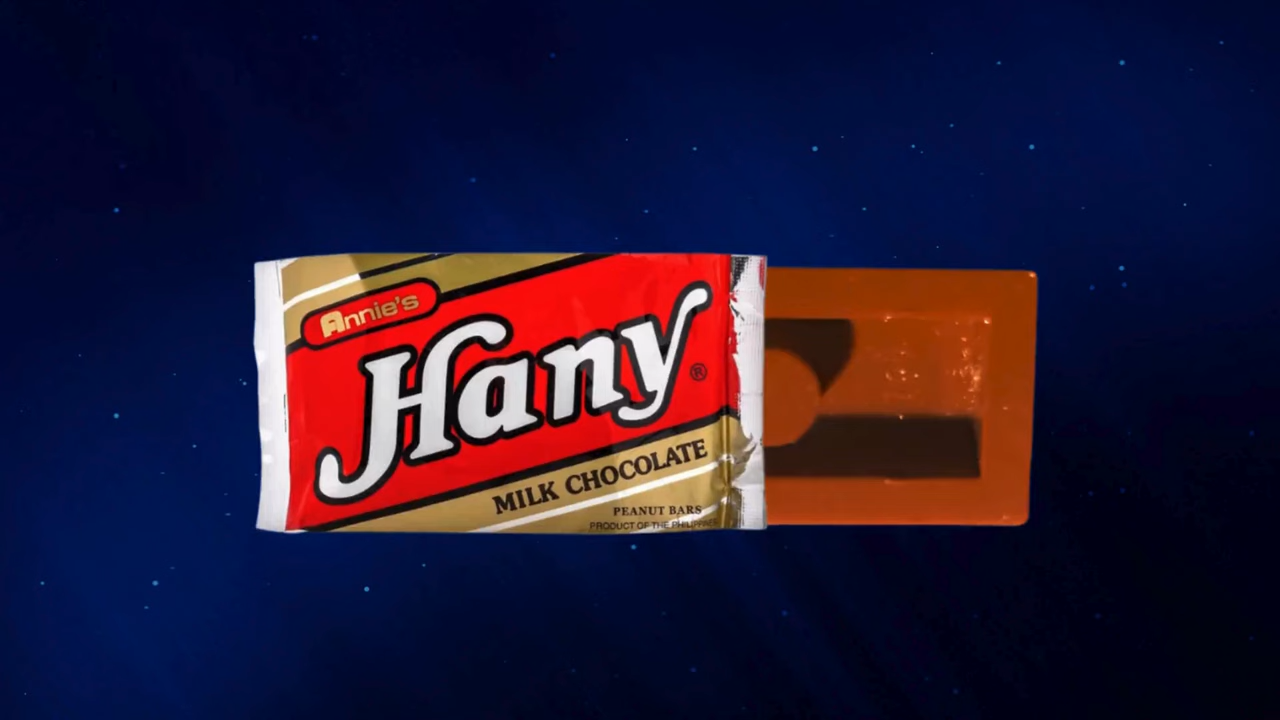 Annie's
Hany®
MILK CHOCOLATE
PEANUT BARS
PRODUCT OF THE PHILIPPINES